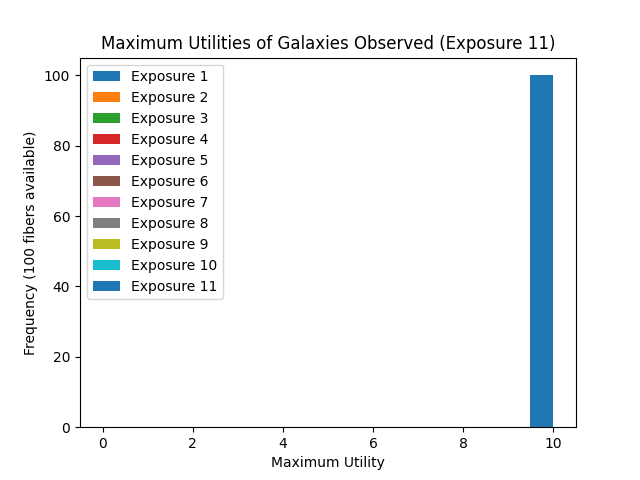 Maximum Utilities of Galaxies Observed (Exposure 11)
Exposure 1
Exposure 2
Exposure 3
Exposure 4
Exposure 5
Exposure 6
Exposure 7
Exposure 8
Exposure 9
Exposure 10
Exposure 11
Frequency (100 fibers available)
100
80
60
40
20
0
0 2 4 6 8 10
Maximum Utility